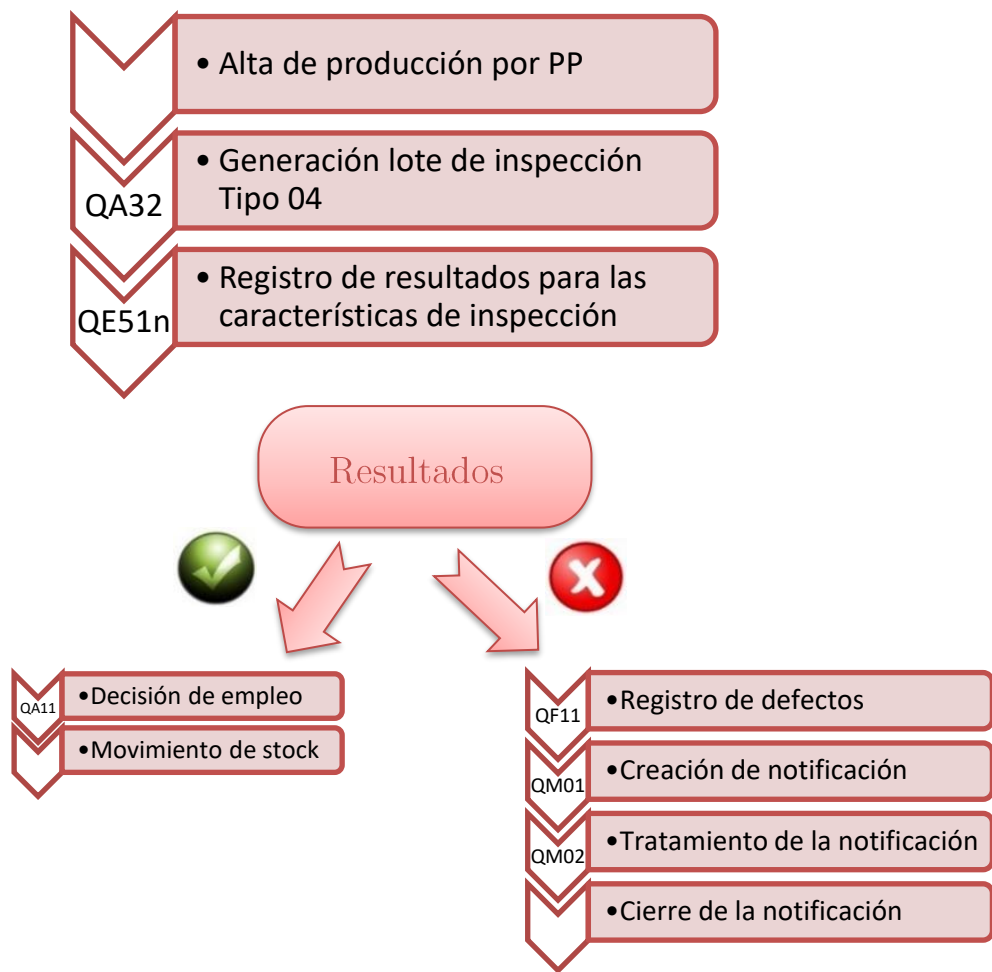 • Alta de producción por PP
QA32
• Generación lote de inspección
Tipo 04
QE51n
• Registro de resultados para las
características de inspección
Resultados
QA11
•Decisión de empleo
•Movimiento de stock
QF11
•Registro de defectos
QM01
•Creación de notificación
QM02
•Tratamiento de la notificación
•Cierre de la notificación